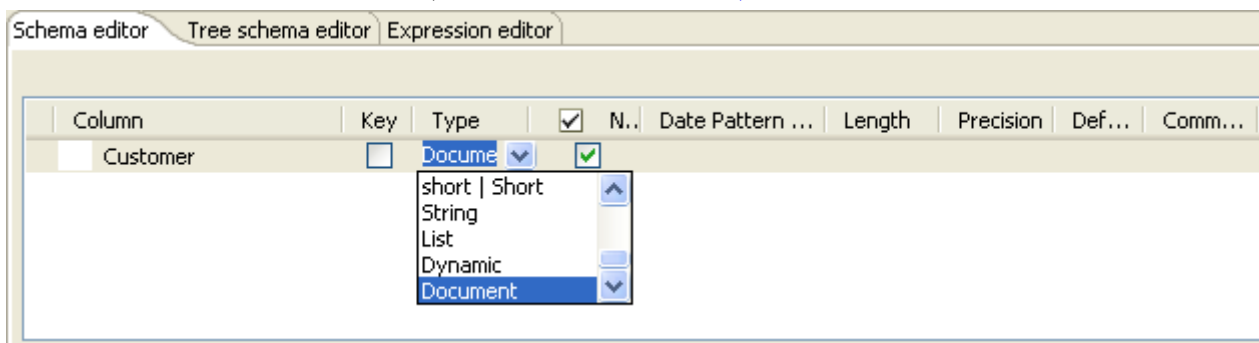 Schema editor Tree schema editor Expression editor
Column Key Type N.. Date Pattern ... Length Precision Def... Comm...
Customer Docume
short | Short
String
List
Dynamic
Document